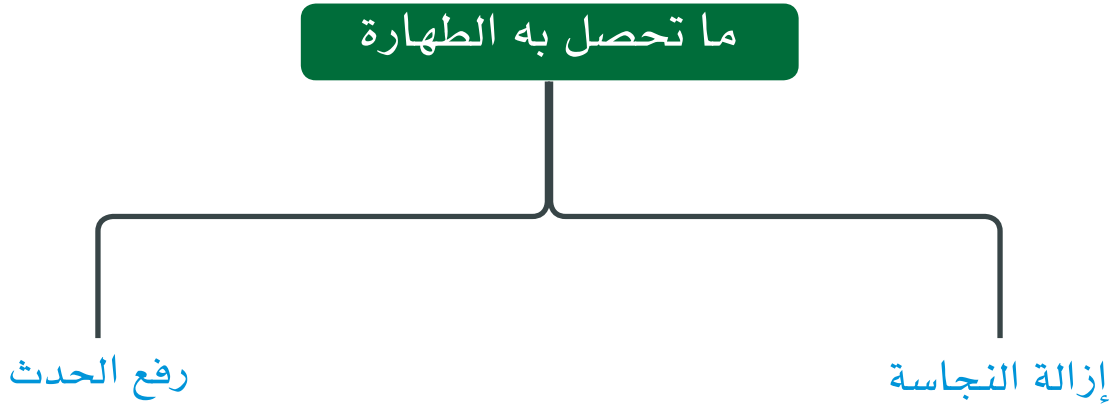 ما تحصل به الطهارة
إزالة النجاسة
رفع الحدث